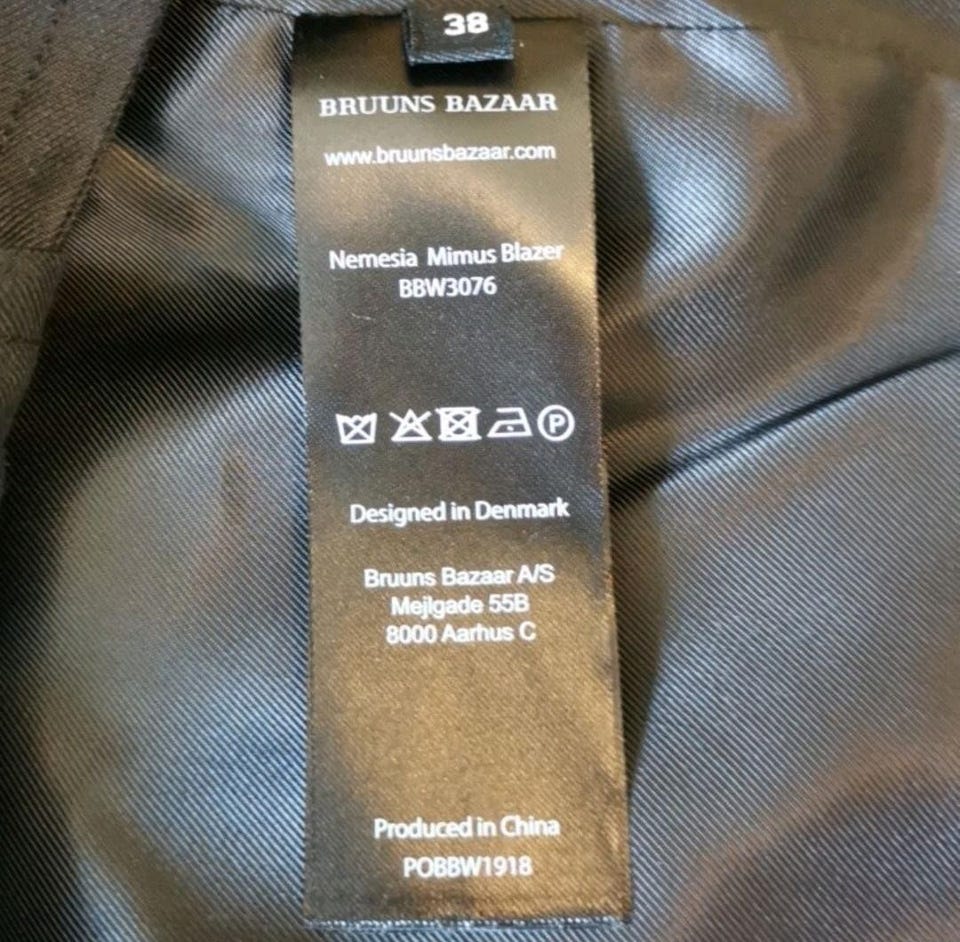 38
BRUUNS BAZAAR
www.bruunsbazaar.com
Nemesia Mimus Blazer
BBW3076
P
Designed in Denmark
Bruuns Bazaar A/S
Mejlgade 55B
8000 Aarhus C
Produced in China
POBBW1918